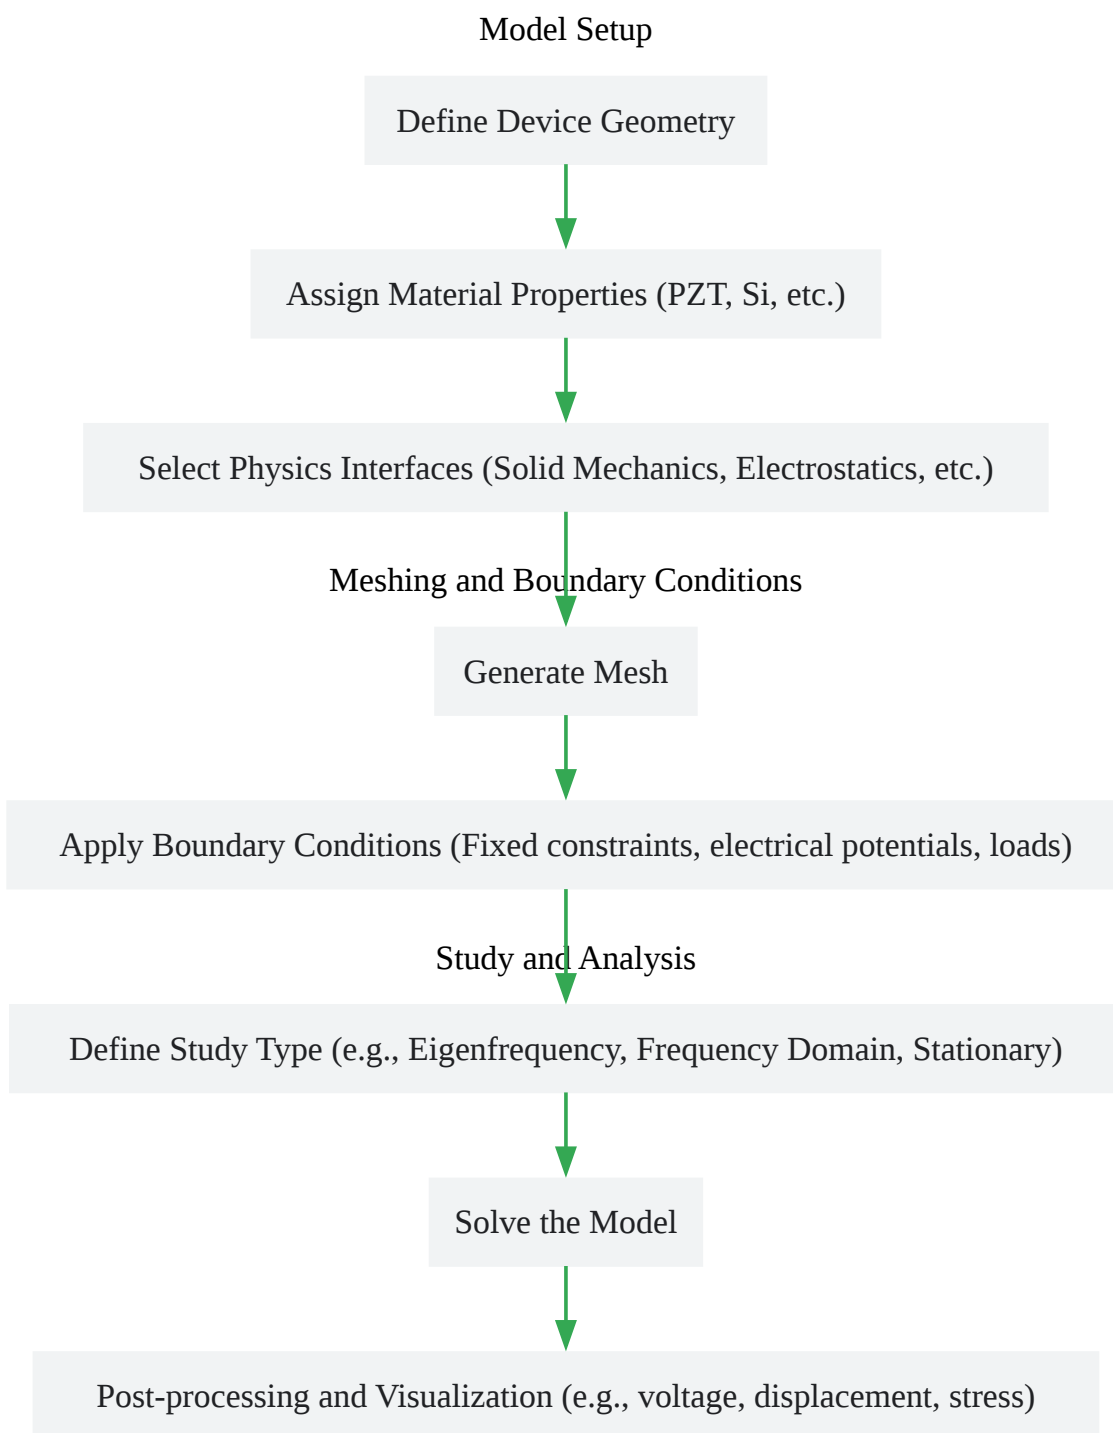 Model Setup
Define Device Geometry
Assign Material Properties (PZT, Si, etc.)
Select Physics Interfaces (Solid Mechanics, Electrostatics, etc.)
Meshing and Boundary Conditions
Generate Mesh
Apply Boundary Conditions (Fixed constraints, electrical potentials, loads)
Study and Analysis
Define Study Type (e.g., Eigenfrequency, Frequency Domain, Stationary)
Solve the Model
Post-processing and Visualization (e.g., voltage, displacement, stress)